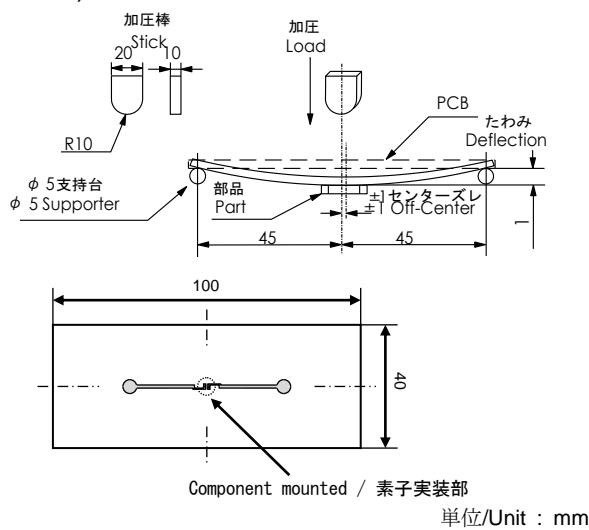 加圧棒
Stick
20
10
R10
加圧
Load
PCB
たわみ
Deflection
φ 5支持台
φ 5 Supporter
部品
Part
±1センターズレ
±1 Off-Center
45
45
1
100
40
Component mounted / 素子実装部
単位/Unit : mm